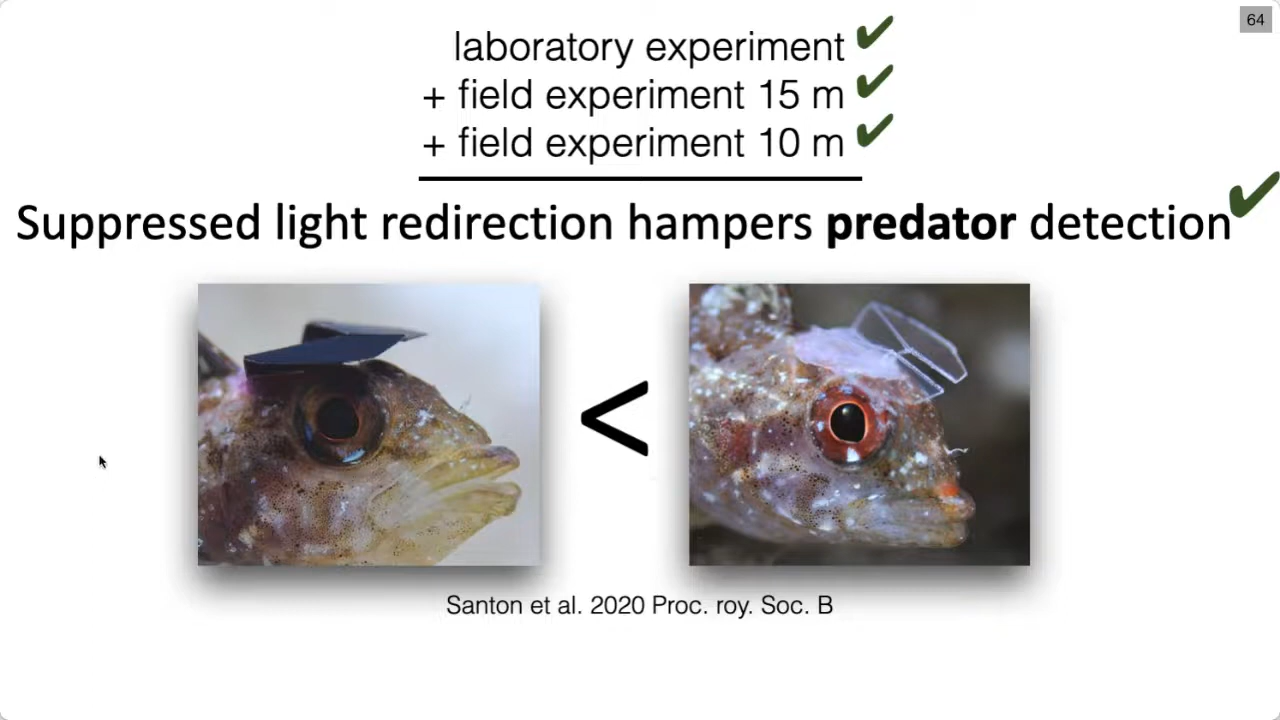 64
laboratory experiment ✔
+ field experiment 15 m ✔
+ field experiment 10 m ✔
Suppressed light redirection hampers predator detection ✔
<
Santon et al. 2020 Proc. roy. Soc. B